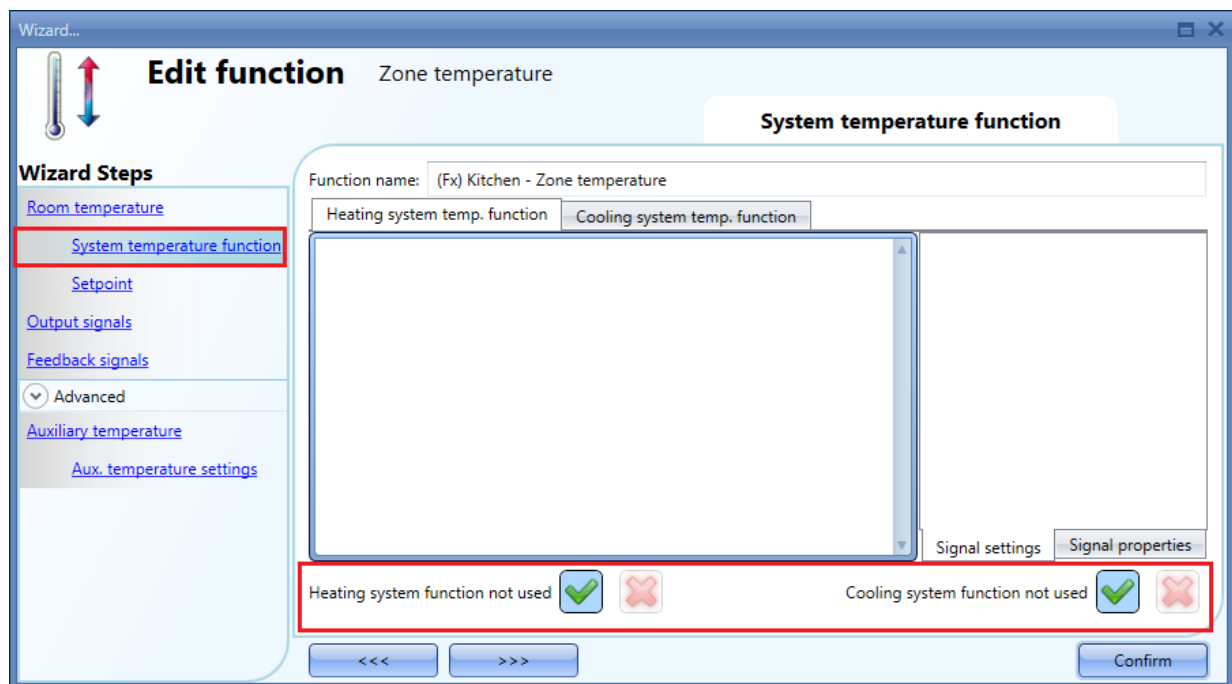 Wizard...
Edit function Zone temperature
System temperature function
Wizard Steps
Room temperature
System temperature function
Setpoint
Output signals
Feedback signals
Advanced
Auxiliary temperature
Aux. temperature settings
Function name: (Fx) Kitchen - Zone temperature
Heating system temp. function Cooling system temp. function
Signal settings Signal properties
Heating system function not used Cooling system function not used
<<< >>> Confirm